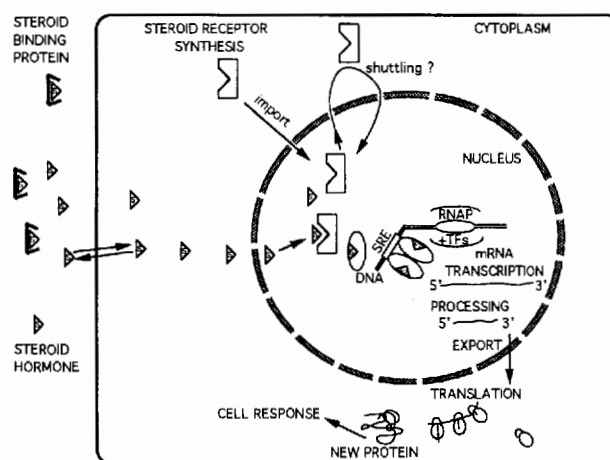 STEROID
BINDING
PROTEIN
STEROID RECEPTOR
SYNTHESIS
CYTOPLASM
shuttling ?
import
NUCLEUS
RNAP
+TFs
SRE
DNA
mRNA
TRANSCRIPTION
5' 3'
PROCESSING
5' 3'
EXPORT
STEROID
HORMONE
TRANSLATION
CELL RESPONSE
NEW PROTEIN